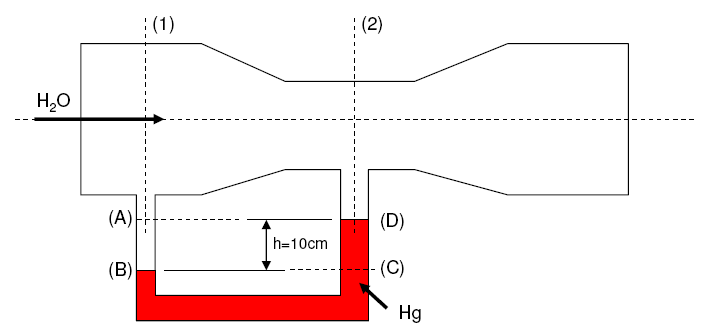 (1)
(2)
H₂O
(A)
(D)
h=10cm
(B)
(C)
Hg